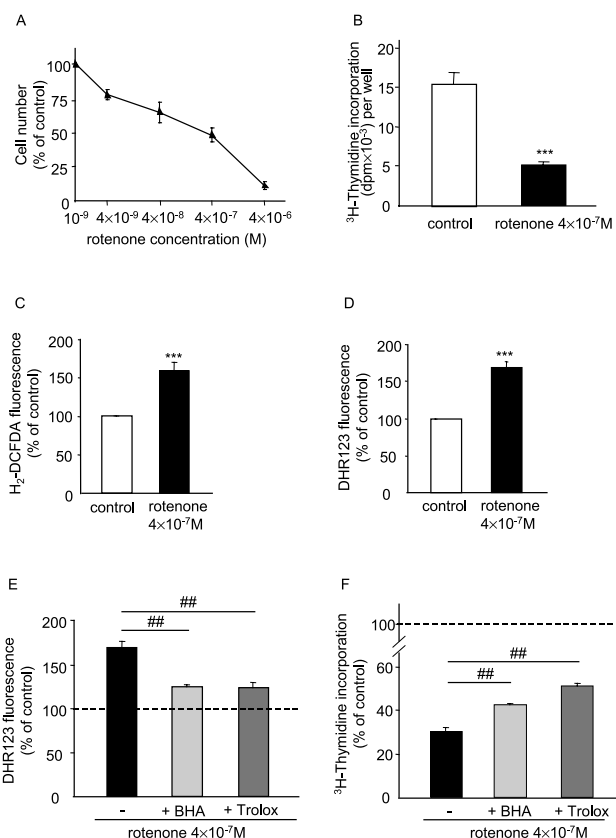 A
Cell number
(% of control)
100
75
50
25
0
10⁻⁹ 4×10⁻⁹ 4×10⁻⁸ 4×10⁻⁷ 4×10⁻⁶
rotenone concentration (M)
B
³H-Thymidine incorporation
(dpm×10⁻³) per well
20
15
10
5
0
***
control rotenone 4×10⁻⁷M
C
H₂-DCFDA fluorescence
(% of control)
200
150
100
50
0
***
control rotenone
4×10⁻⁷M
D
DHR123 fluorescence
(% of control)
200
150
100
50
0
***
control rotenone
4×10⁻⁷M
E
DHR123 fluorescence
(% of control)
200
150
100
50
0
##
##
- + BHA + Trolox
rotenone 4×10⁻⁷M
F
³H-Thymidine incorporation
(% of control)
100
60
40
20
0
##
##
- + BHA + Trolox
rotenone 4×10⁻⁷M